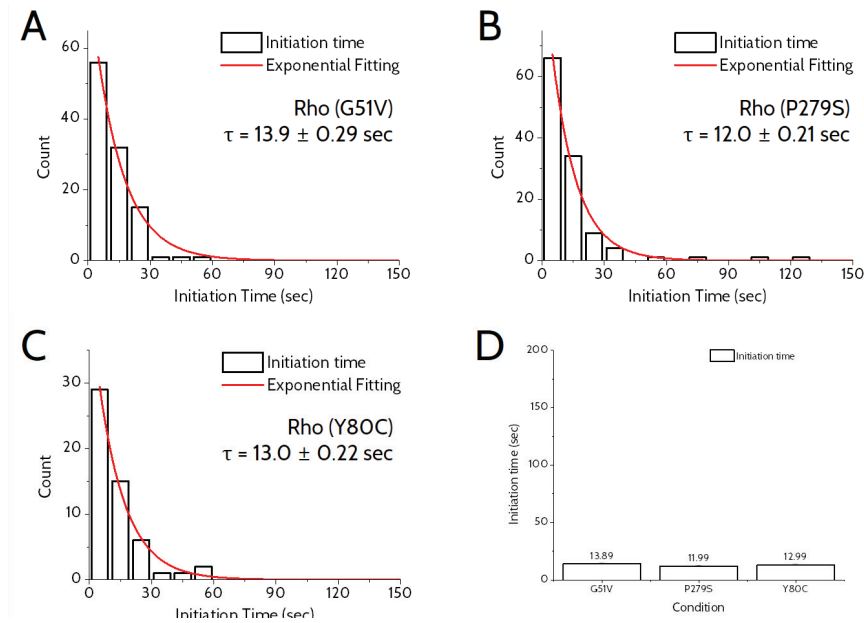 A
Initiation time
Exponential Fitting
Rho (G51V)
τ = 13.9 ± 0.29 sec
60
40
20
0
Count
0 30 60 90 120 150
Initiation Time (sec)
B
Initiation time
Exponential Fitting
Rho (P279S)
τ = 12.0 ± 0.21 sec
60
40
20
0
Count
0 30 60 90 120 150
Initiation Time (sec)
C
Initiation time
Exponential Fitting
Rho (Y80C)
τ = 13.0 ± 0.22 sec
30
20
10
0
Count
0 30 60 90 120 150
Initiation Time (sec)
D
Initiation time
200
150
100
50
0
Initiation time (sec)
13.89 11.99 12.99
G51V P279S Y80C
Condition